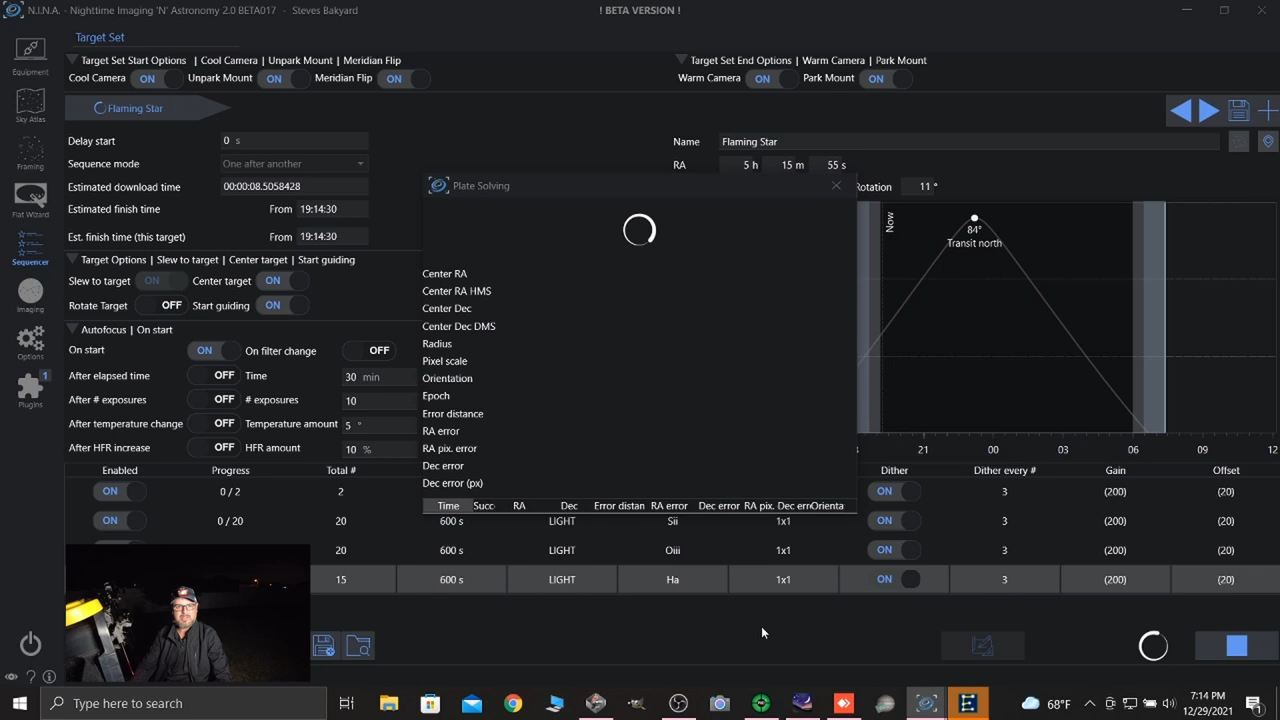 N.I.N.A. - Nighttime Imaging 'N' Astronomy 2.0 BETA017 - Steves Bakyard
! BETA VERSION !
Target Set
Target Set Start Options | Cool Camera | Unpark Mount | Meridian Flip
Target Set End Options | Warm Camera | Park Mount
Cool Camera ON Unpark Mount ON Meridian Flip ON
Warm Camera ON Park Mount ON
Flaming Star
Equipment
Sky Atlas
Framing
Flat Wizard
Sequencer
Imaging
Options
Plugins
1
Delay start 0 s
Sequence mode One after another
Estimated download time 00:00:08.5058428
Estimated finish time From 19:14:30
Est. finish time (this target) From 19:14:30
Target Options | Slew to target | Center target | Start guiding
Slew to target ON Center target ON
Rotate Target OFF Start guiding ON
Autofocus | On start
On start ON On filter change OFF
After elapsed time OFF Time 30 min
After # exposures OFF # exposures 10
After temperature change OFF Temperature amount 5 °
After HFR increase OFF HFR amount 10 %
Name Flaming Star
RA 5 h 15 m 55 s
Rotation 11 °
Now
84°
Transit north
21 00 03 06 09 12
Plate Solving
Center RA
Center RA HMS
Center Dec
Center Dec DMS
Radius
Pixel scale
Orientation
Epoch
Error distance
RA error
RA pix. error
Dec error
Dec error (px)
Time Succ RA Dec Error distan RA error Dec error RA pix. Dec err Orienta
Enabled Progress Total # Dither Dither every # Gain Offset
ON 0 / 2 2 ON 3 (200) (20)
ON 0 / 20 20 600 s LIGHT Sii 1x1 ON 3 (200) (20)
20 600 s LIGHT Oiii 1x1 ON 3 (200) (20)
15 600 s LIGHT Ha 1x1 ON 3 (200) (20)
Type here to search
68°F
7:14 PM
12/29/2021